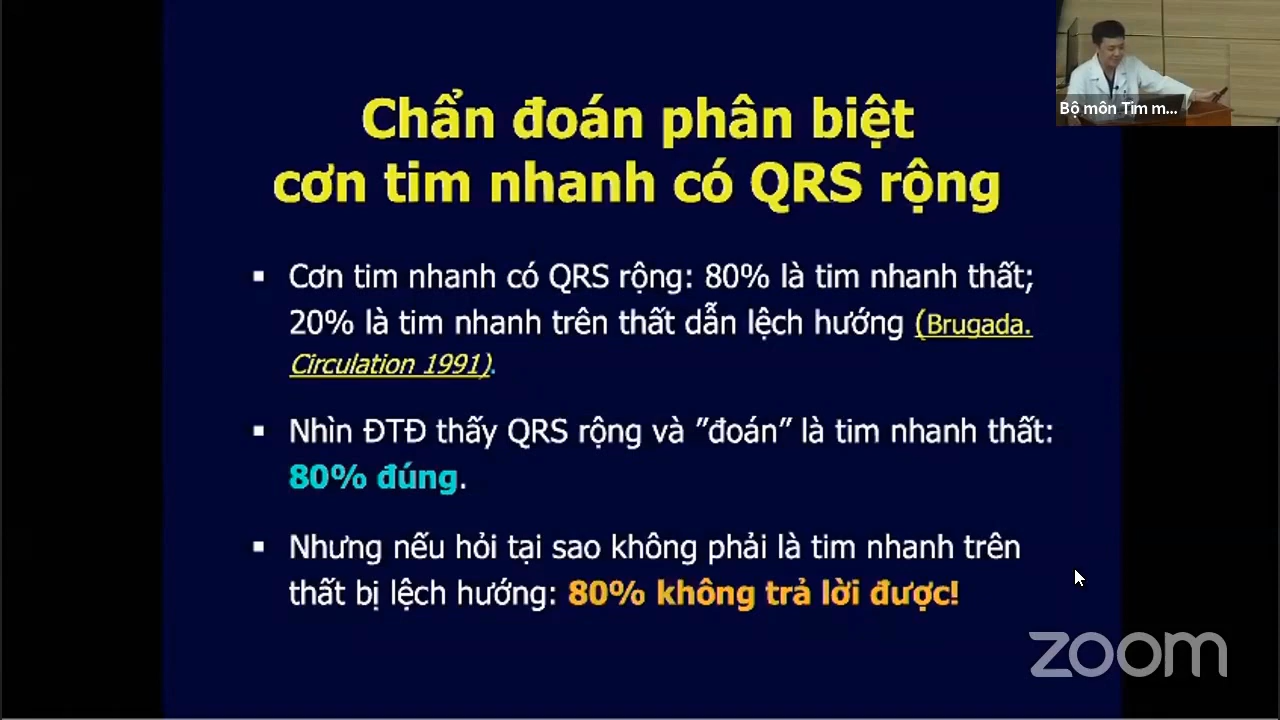 Bộ môn Tim m...
Chẩn đoán phân biệt
cơn tim nhanh có QRS rộng
▪ Cơn tim nhanh có QRS rộng: 80% là tim nhanh thất;
20% là tim nhanh trên thất dẫn lệch hướng (Brugada.
Circulation 1991).
▪ Nhìn ĐTĐ thấy QRS rộng và ”đoán” là tim nhanh thất:
80% đúng.
▪ Nhưng nếu hỏi tại sao không phải là tim nhanh trên
thất bị lệch hướng: 80% không trả lời được!
zoom